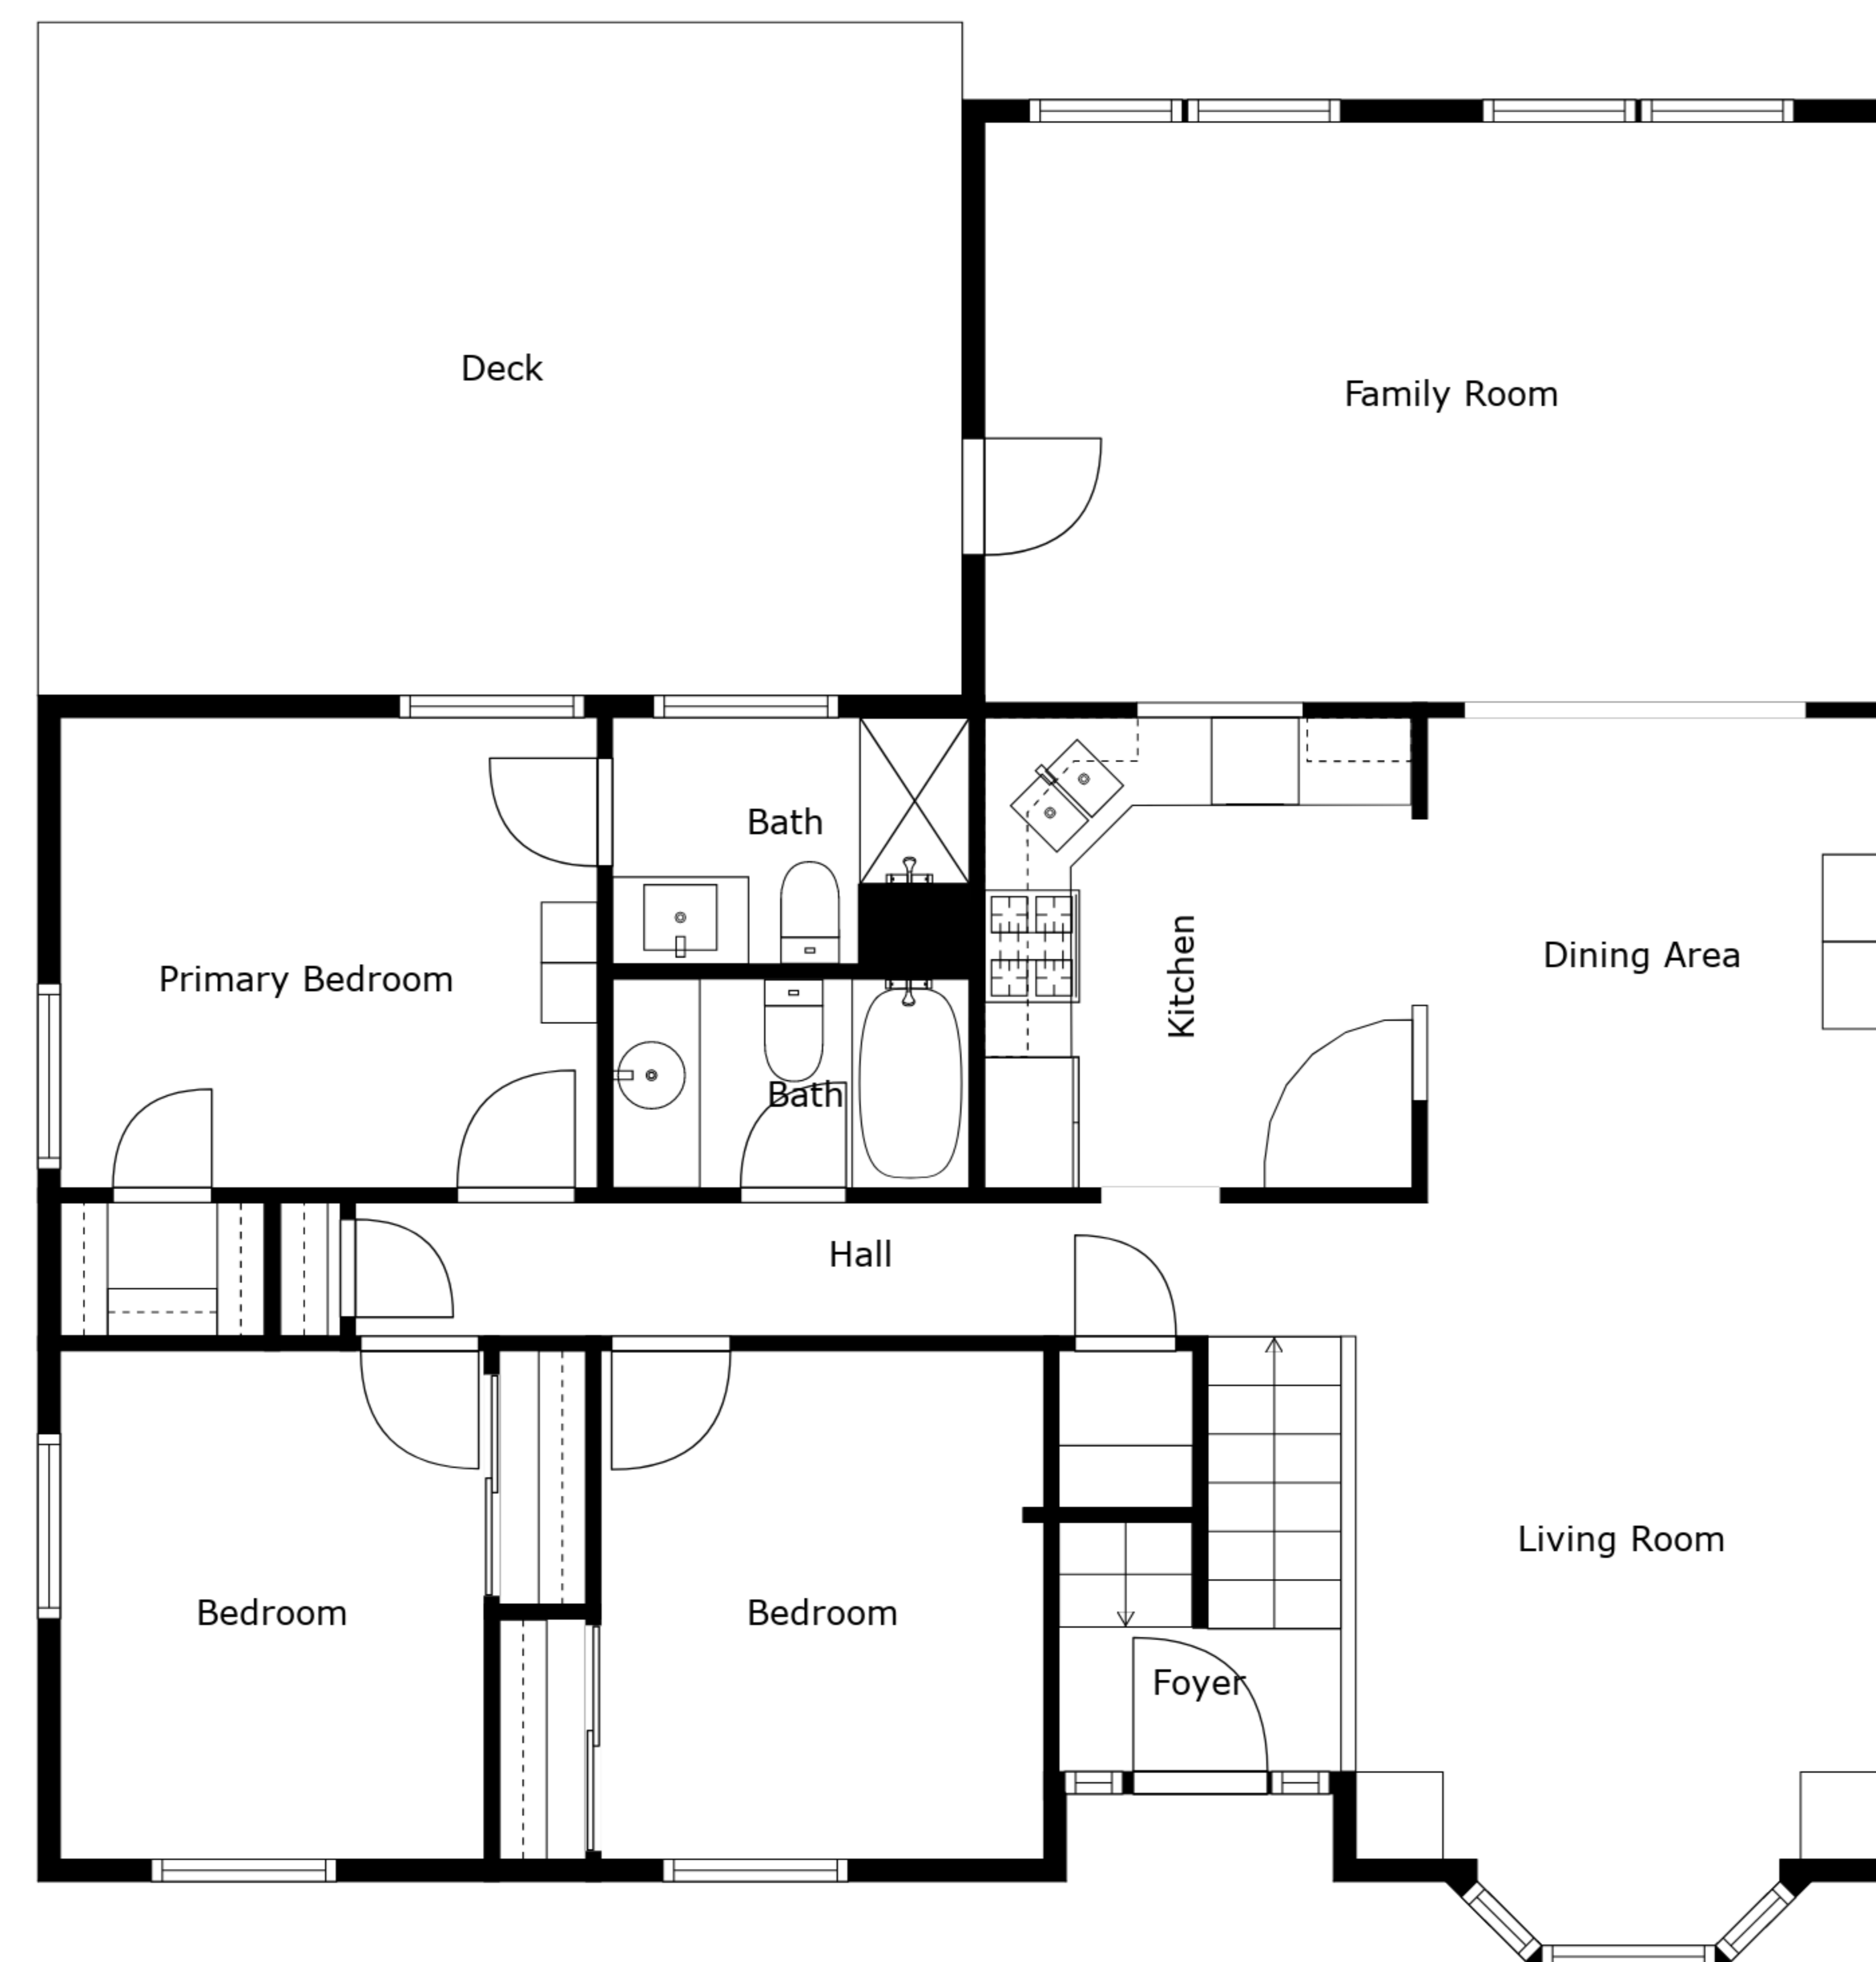 Deck
Family Room
Bath
Primary Bedroom
Kitchen
Dining Area
Bath
Hall
Living Room
Bedroom
Bedroom
Foyer